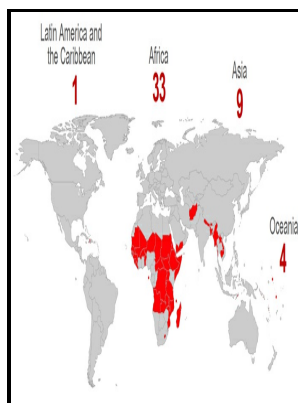 Latin America and
the Caribbean
1
Africa
33
Asia
9
Oceania
4